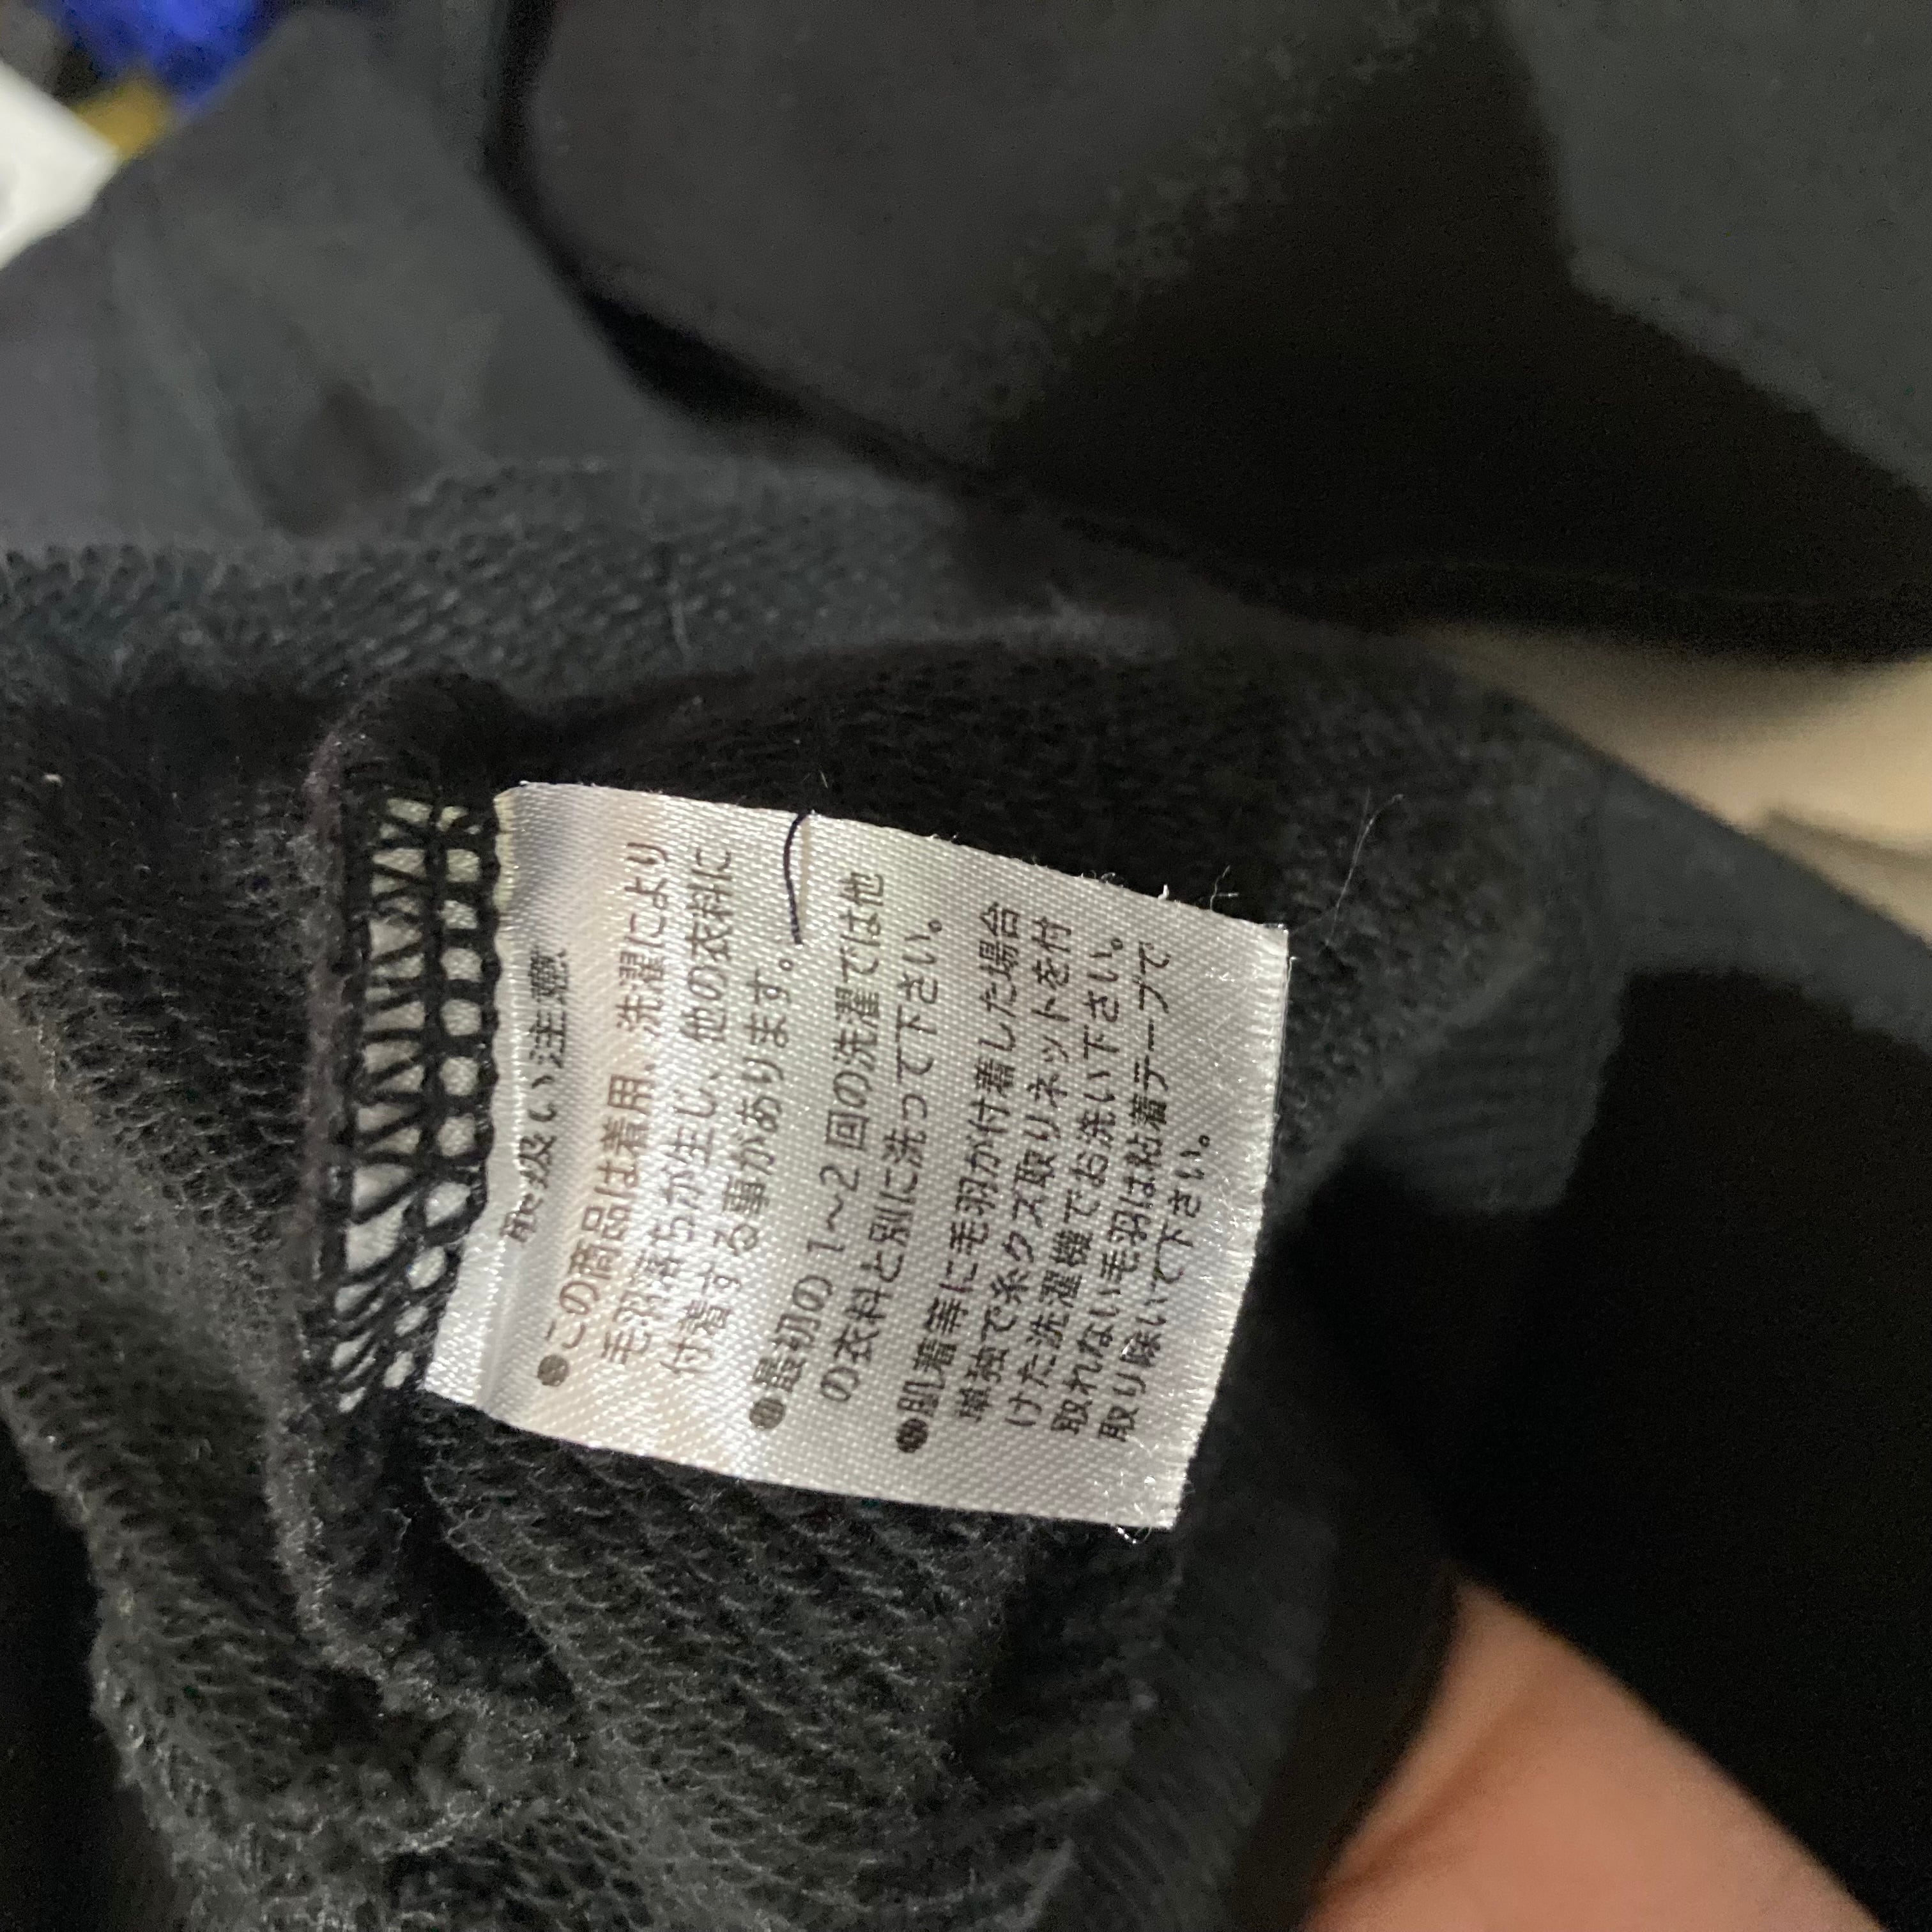 取扱い注意
●この商品は着用、洗濯により
毛羽落ちが生じ、他の衣料に
付着する事があります。
●最初の1~2回の洗濯では他
の衣料と別に洗って下さい。
●肌着等に毛羽が付着した場合
単独で糸クズ取りネットを付
けた洗濯機でお洗い下さい。
取れない毛羽は粘着テープで
取り除いて下さい。